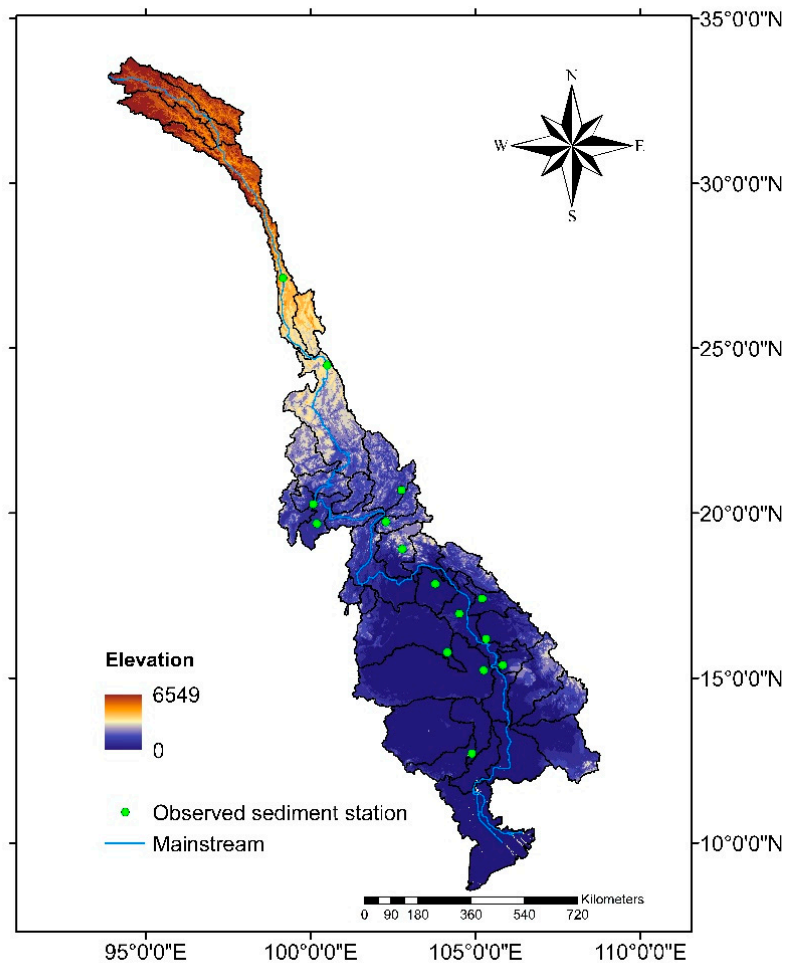 35°0'0"N
N
W
E
S
30°0'0"N
25°0'0"N
20°0'0"N
Elevation
6549
0
15°0'0"N
Observed sediment station
Mainstream
10°0'0"N
Kilometers
0 90 180 360 540 720
95°0'0"E 100°0'0"E 105°0'0"E 110°0'0"E